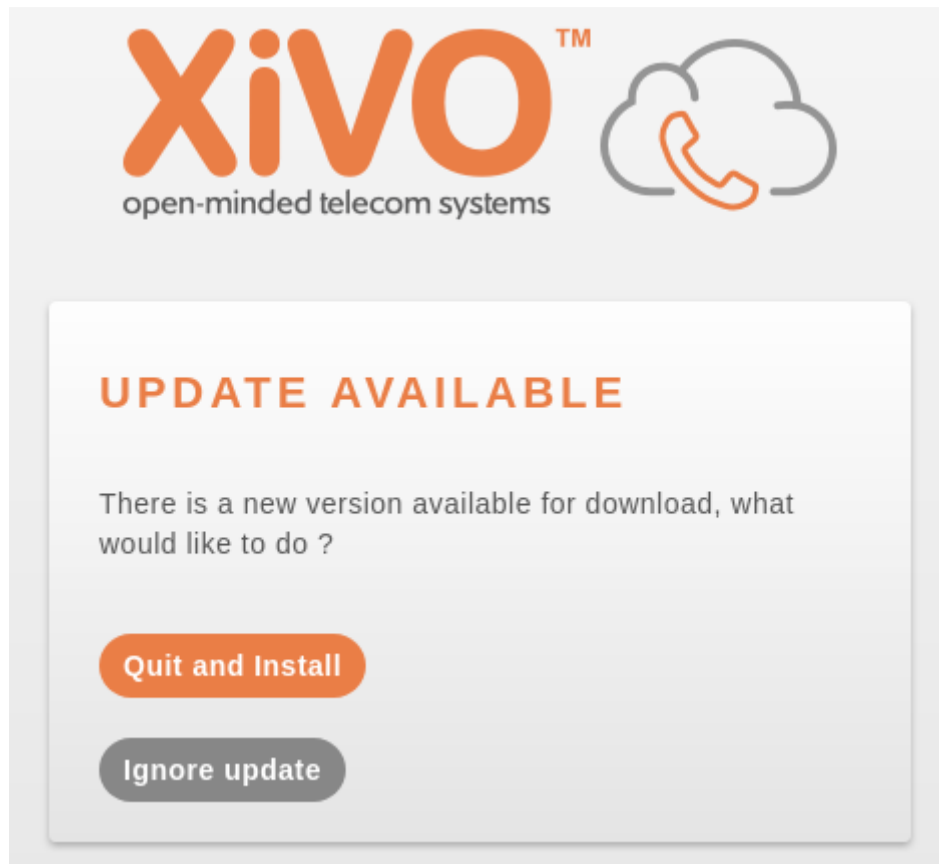 XiVO™
open-minded telecom systems
UPDATE AVAILABLE
There is a new version available for download, what
would like to do ?
Quit and Install
Ignore update